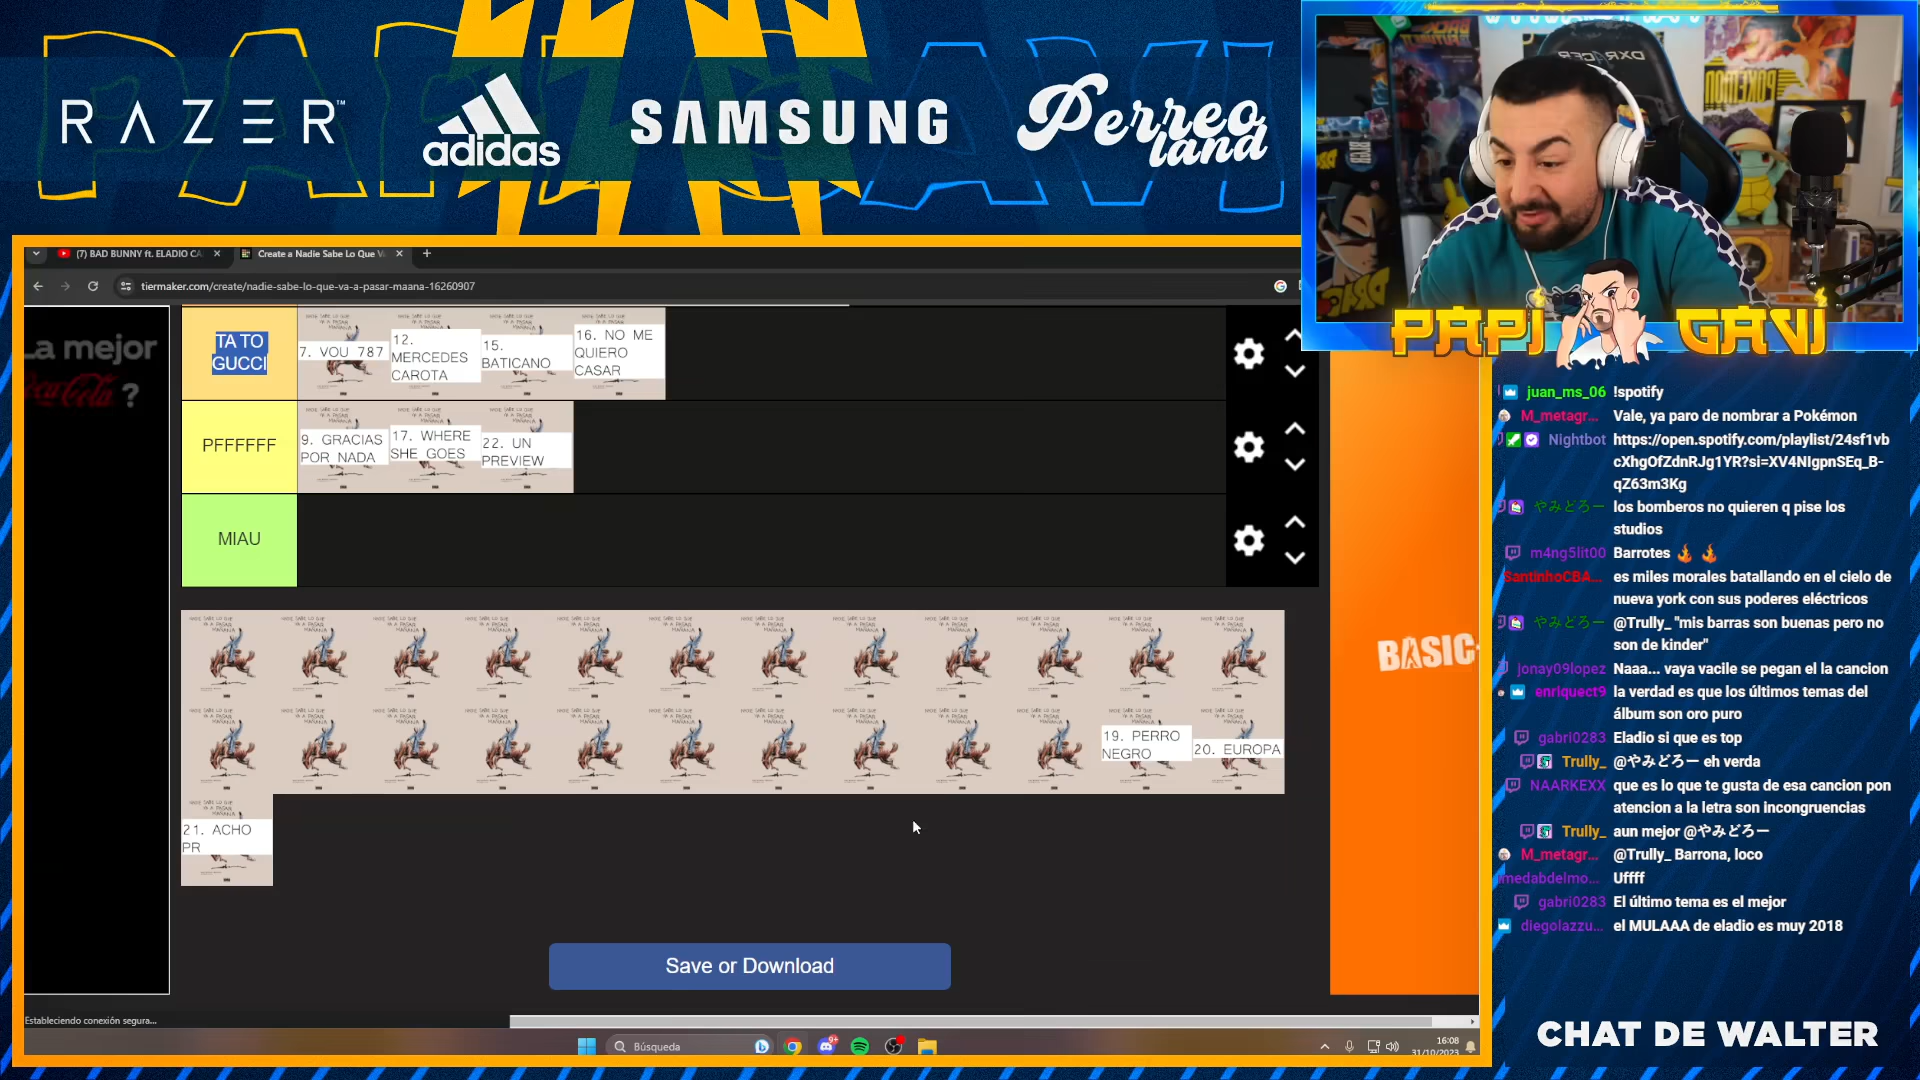 RAZER™
adidas
SAMSUNG
Perreo
land
(7) BAD BUNNY ft. ELADIO CA
Create a Nadie Sabe Lo Que V
tiermaker.com/create/nadie-sabe-lo-que-va-a-pasar-maana-16260907
La mejor
Coca-Cola ?
TA TO
GUCCI
7. VOU 787
12.
MERCEDES
CAROTA
15.
BATICANO
16. NO ME
QUIERO
CASAR
PFFFFFF
9. GRACIAS
POR NADA
17. WHERE
SHE GOES
22. UN
PREVIEW
MIAU
19. PERRO
NEGRO
20. EUROPA
21. ACHO
PR
Save or Download
BASIC-
Estableciendo conexión segura...
Búsqueda
16:08
31/10/2023
PAPI GAVI
juan_ms_06 !spotify
M_metagr... Vale, ya paro de nombrar a Pokémon
Nightbot https://open.spotify.com/playlist/24sf1vb
cXhgOfZdnRJg1YR?si=XV4NIgpnSEq_B-
qZ63m3Kg
やみどろー los bomberos no quieren q pise los
studios
m4ng5lit00 Barrotes 🔥 🔥
SantinhoCBA... es miles morales batallando en el cielo de
nueva york con sus poderes eléctricos
やみどろー @Trully_ "mis barras son buenas pero no
son de kinder"
jonay09lopez Naaa... vaya vacile se pegan el la cancion
enriquect9 la verdad es que los últimos temas del
álbum son oro puro
gabri0283 Eladio si que es top
Trully_ @やみどろー eh verda
NAARKEXX que es lo que te gusta de esa cancion pon
atencion a la letra son incongruencias
Trully_ aun mejor @やみどろー
M_metagr... @Trully_ Barrona, loco
medabdelmo... Uffff
gabri0283 El último tema es el mejor
diegolazzu... el MULAAA de eladio es muy 2018
CHAT DE WALTER